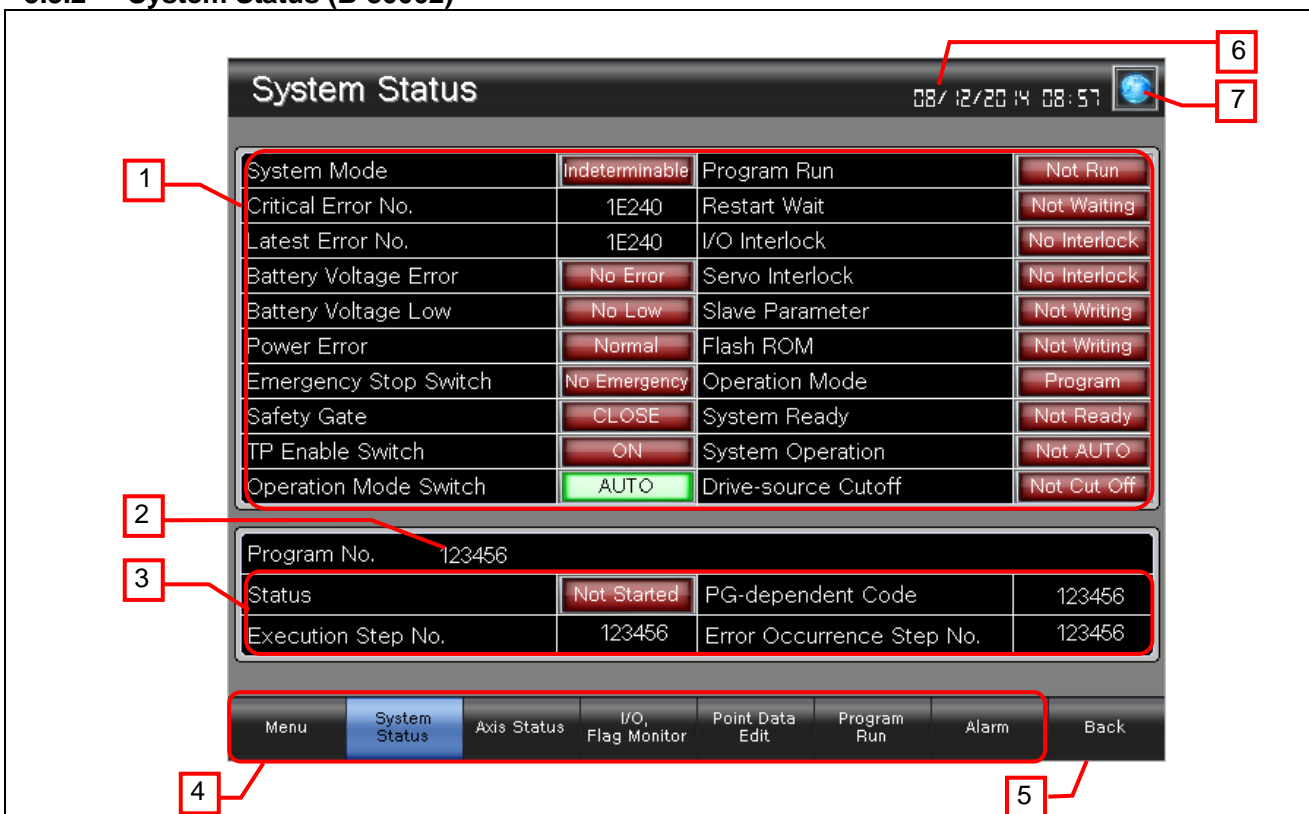 System Status
08/12/2014 08:57
6
7
1
System Mode Indeterminable Program Run Not Run
Critical Error No. 1E240 Restart Wait Not Waiting
Latest Error No. 1E240 I/O Interlock No Interlock
Battery Voltage Error No Error Servo Interlock No Interlock
Battery Voltage Low No Low Slave Parameter Not Writing
Power Error Normal Flash ROM Not Writing
Emergency Stop Switch No Emergency Operation Mode Program
Safety Gate CLOSE System Ready Not Ready
TP Enable Switch ON System Operation Not AUTO
Operation Mode Switch AUTO Drive-source Cutoff Not Cut Off
2
Program No. 123456
3
Status Not Started PG-dependent Code 123456
Execution Step No. 123456 Error Occurrence Step No. 123456
Menu System Status Axis Status I/O, Flag Monitor Point Data Edit Program Run Alarm Back
4
5